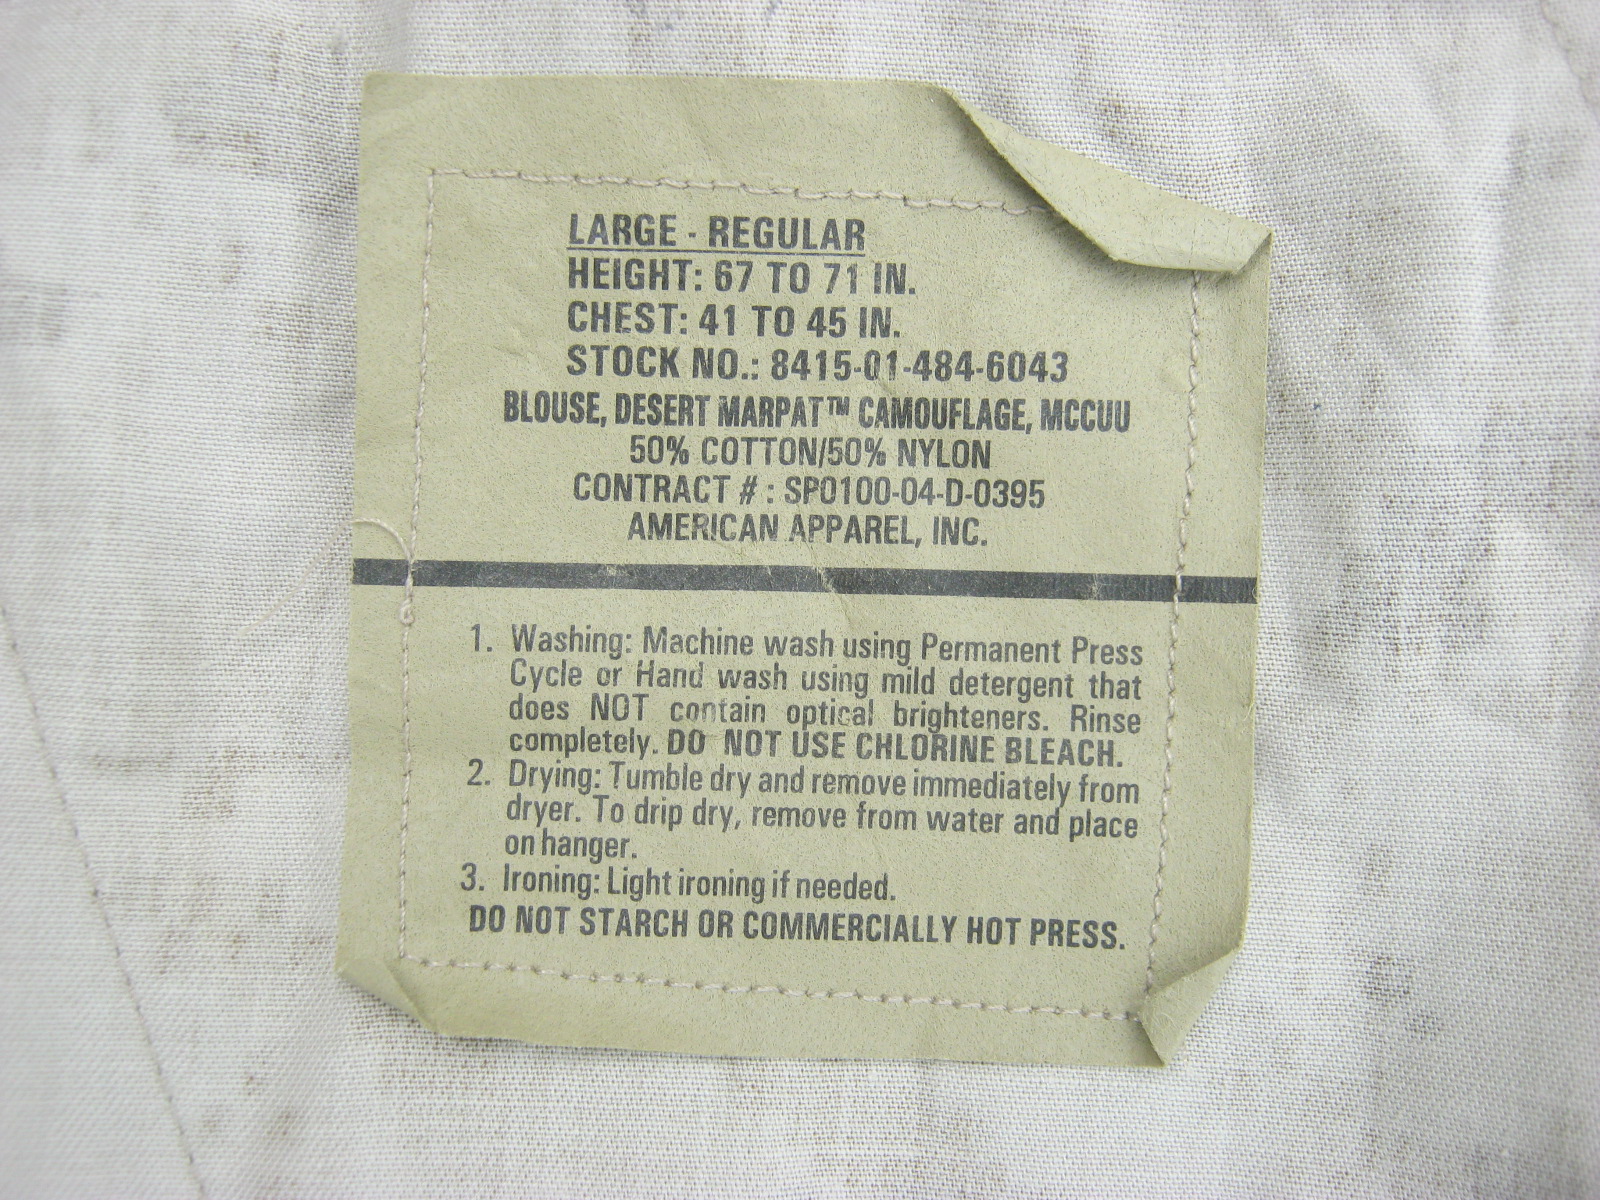 LARGE - REGULAR
HEIGHT: 67 TO 71 IN.
CHEST: 41 TO 45 IN.
STOCK NO.: 8415-01-484-6043
BLOUSE, DESERT MARPAT™ CAMOUFLAGE, MCCUU
50% COTTON/50% NYLON
CONTRACT # : SP0100-04-D-0395
AMERICAN APPAREL, INC.
1. Washing: Machine wash using Permanent Press
Cycle or Hand wash using mild detergent that
does NOT contain optical brighteners. Rinse
completely. DO NOT USE CHLORINE BLEACH.
2. Drying: Tumble dry and remove immediately from
dryer. To drip dry, remove from water and place
on hanger.
3. Ironing: Light ironing if needed.
DO NOT STARCH OR COMMERCIALLY HOT PRESS.